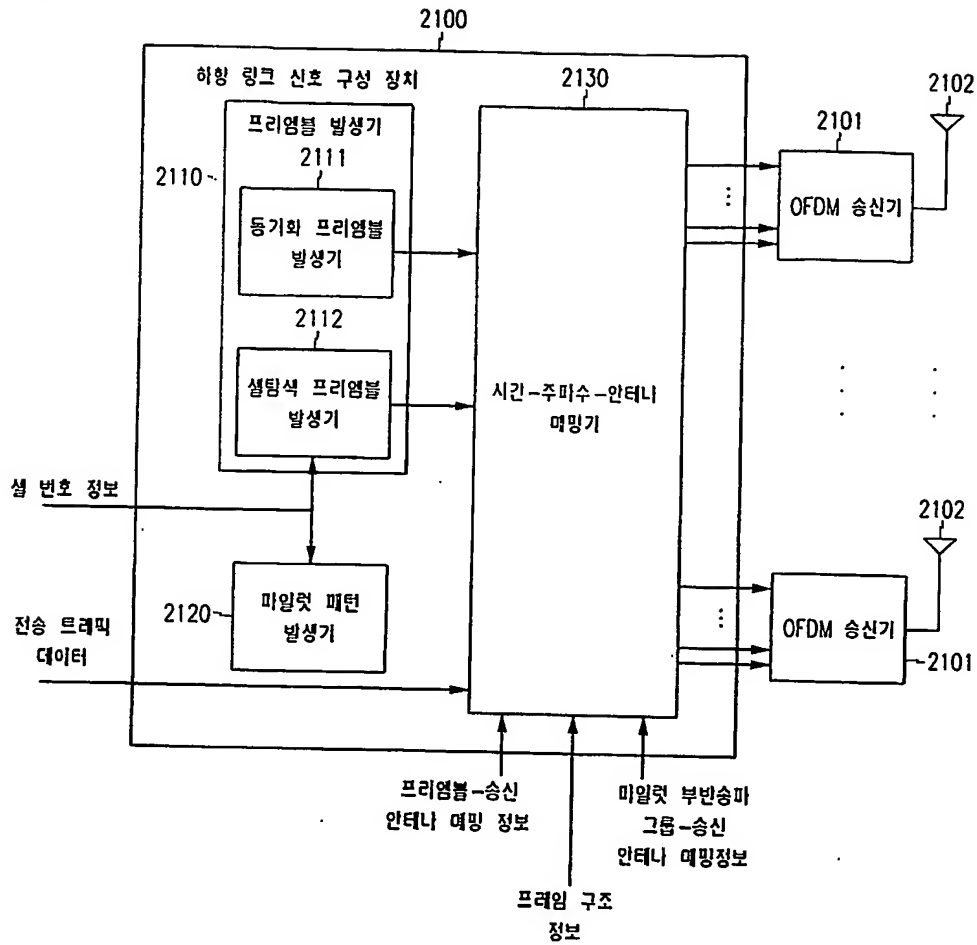 2100
하향 링크 신호 구성 장치
프리앰블 발생기
2110
2111
동기화 프리앰블
발생기
2112
셀탐색 프리앰블
발생기
셀 번호 정보
2120
파일럿 패턴
발생기
전송 트래픽
데이터
2130
시간-주파수-안테나
매핑기
2102
2101
OFDM 송신기
...
2102
OFDM 송신기
2101
...
프리앰블-송신
안테나 매핑 정보
프레임 구조
정보
파일럿 부반송파
그룹-송신
안테나 매핑정보